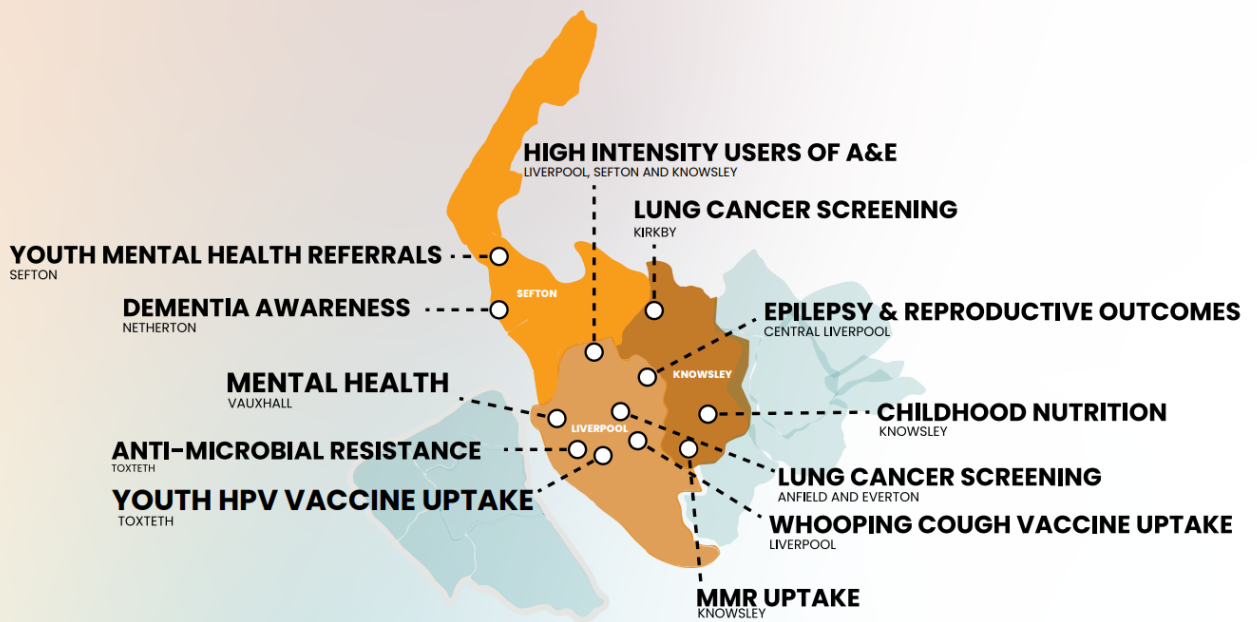 HIGH INTENSITY USERS OF A&E
LIVERPOOL, SEFTON AND KNOWSLEY
LUNG CANCER SCREENING
KIRKBY
YOUTH MENTAL HEALTH REFERRALS
SEFTON
SEFTON
DEMENTIA AWARENESS
NETHERTON
EPILEPSY & REPRODUCTIVE OUTCOMES
CENTRAL LIVERPOOL
MENTAL HEALTH
VAUXHALL
KNOWSLEY
CHILDHOOD NUTRITION
KNOWSLEY
LIVERPOOL
ANTI-MICROBIAL RESISTANCE
TOXTETH
LUNG CANCER SCREENING
ANFIELD AND EVERTON
YOUTH HPV VACCINE UPTAKE
TOXTETH
WHOOPING COUGH VACCINE UPTAKE
LIVERPOOL
MMR UPTAKE
KNOWSLEY